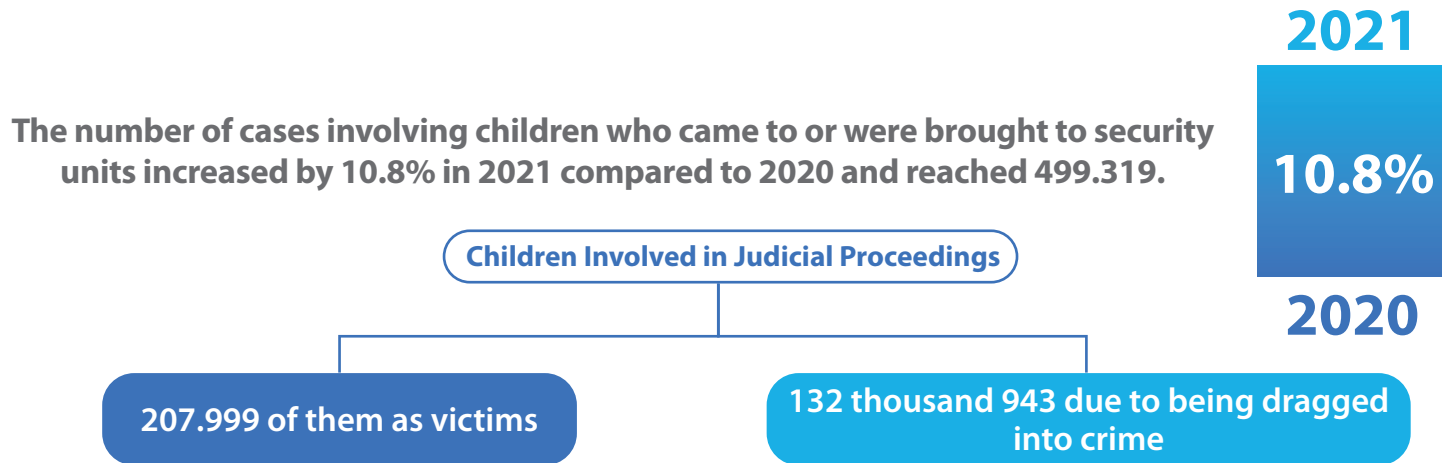 2021
The number of cases involving children who came to or were brought to security
units increased by 10.8% in 2021 compared to 2020 and reached 499.319.
10.8%
Children Involved in Judicial Proceedings
2020
207.999 of them as victims
132 thousand 943 due to being dragged
into crime